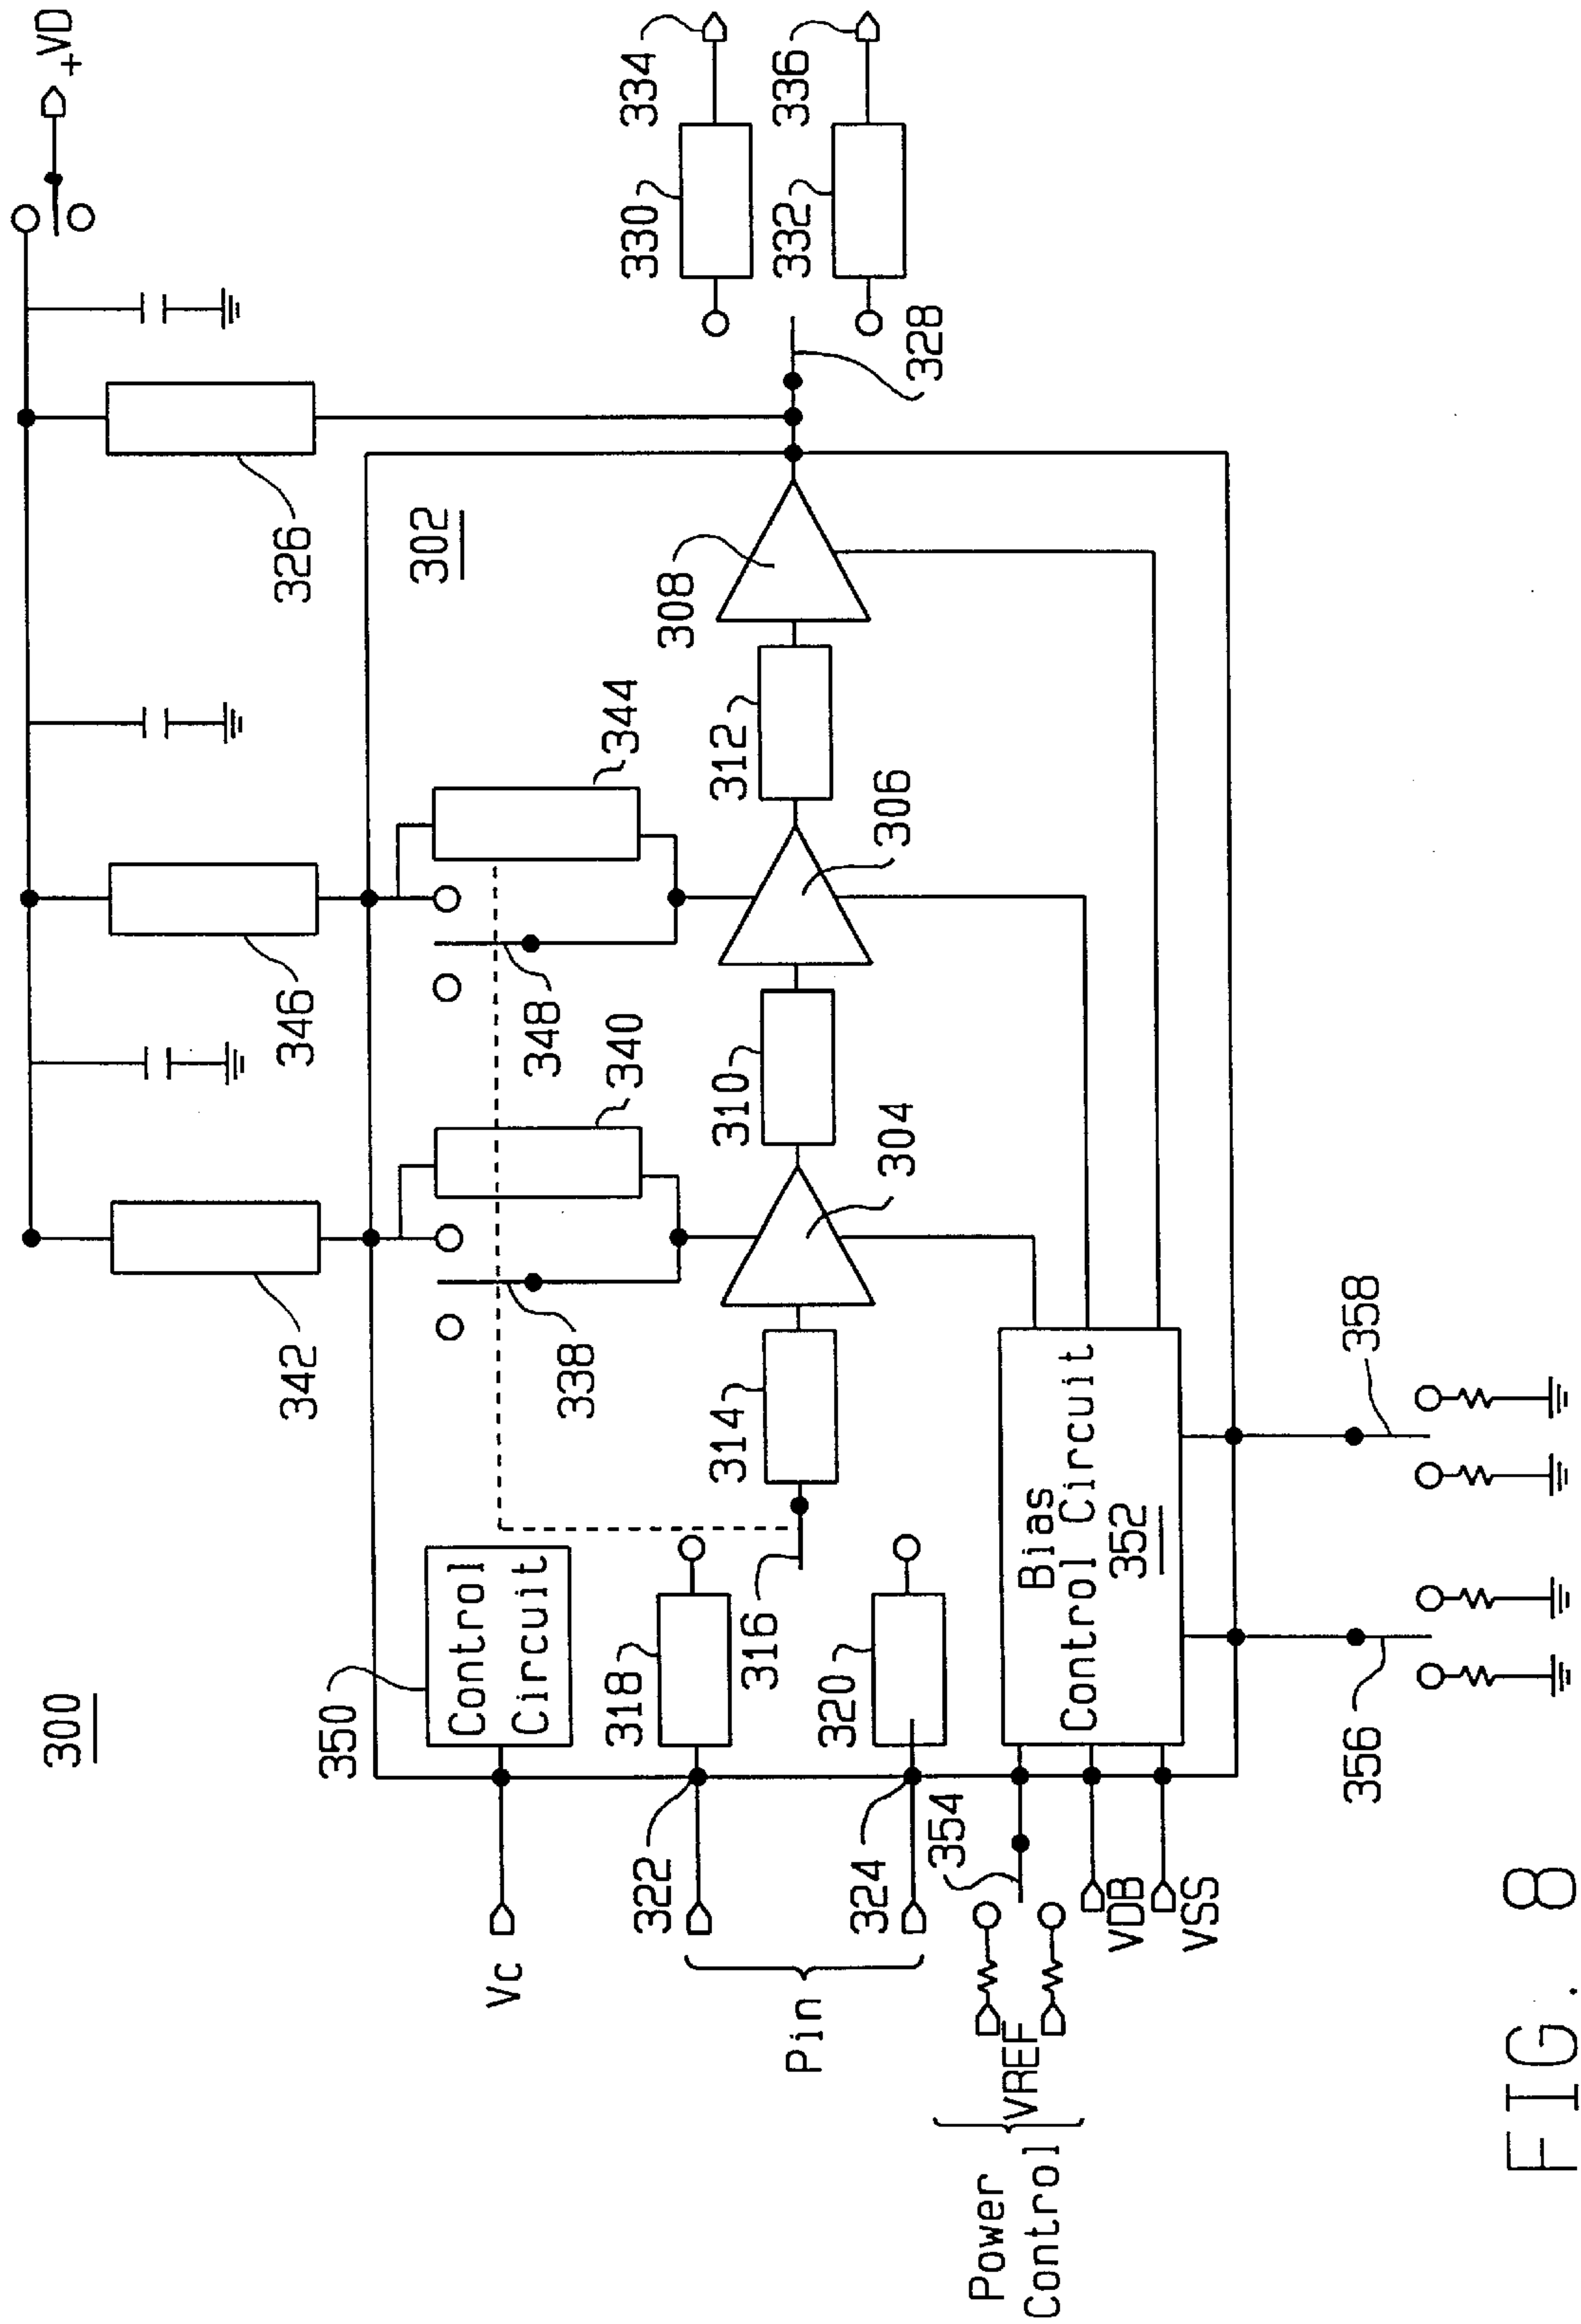 300
+VD
342
346
326
334
330
332
336
328
302
350
Control
Circuit
338
340
348
344
308
Vc
322
318
316
314
310
312
306
304
Pin
324
320
354
Bias
Control Circuit
352
Power
Control
VREF
VDB
VSS
356
358
FIG. 8